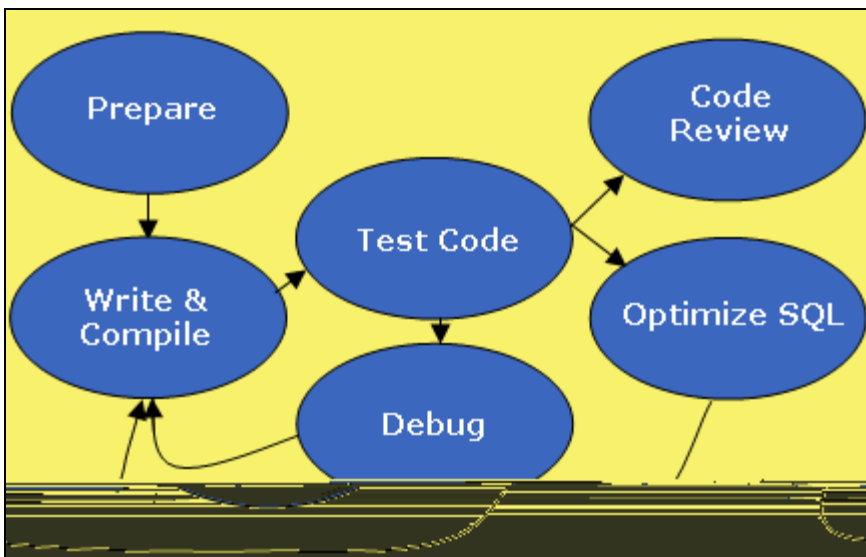 Prepare
Code
Review
Test Code
Write &
Compile
Optimize SQL
Debug